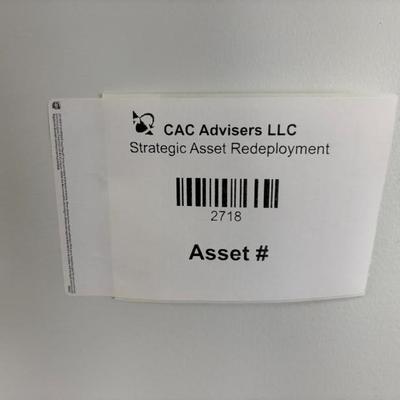 CAC Advisers LLC
Strategic Asset Redeployment
2718
Asset #